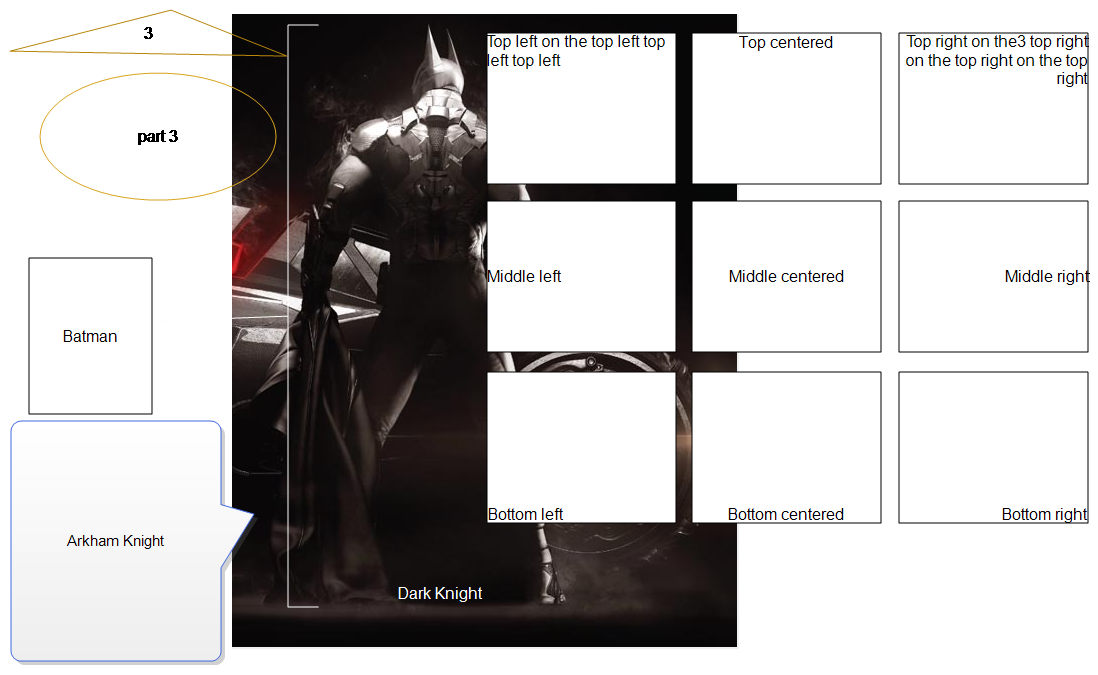 3
part 3
Top left on the top left top
left top left
Top centered
Top right on the3 top right
on the top right on the top
right
Middle left
Middle centered
Middle right
Batman
Arkham Knight
Bottom left
Bottom centered
Bottom right
Dark Knight